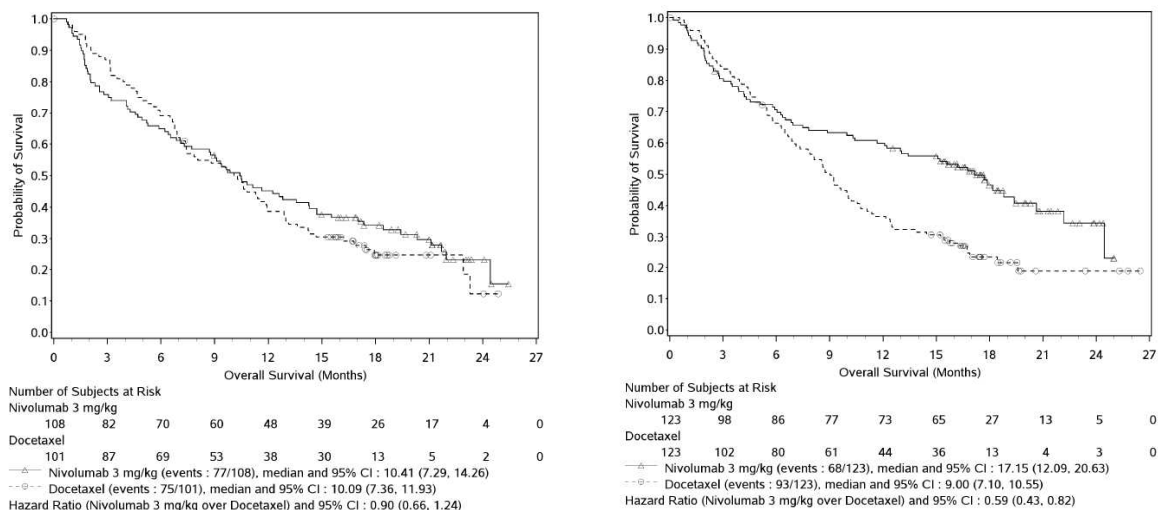 1.0
0.9
0.8
0.7
0.6
0.5
0.4
0.3
0.2
0.1
0.0
Probability of Survival
0 3 6 9 12 15 18 21 24 27
Overall Survival (Months)
Number of Subjects at Risk
Nivolumab 3 mg/kg
108 82 70 60 48 39 26 17 4 0
Docetaxel
101 87 69 53 38 30 13 5 2 0
Nivolumab 3 mg/kg (events : 77/108), median and 95% CI : 10.41 (7.29, 14.26)
Docetaxel (events : 75/101), median and 95% CI : 10.09 (7.36, 11.93)
Hazard Ratio (Nivolumab 3 mg/kg over Docetaxel) and 95% CI : 0.90 (0.66, 1.24)
1.0
0.9
0.8
0.7
0.6
0.5
0.4
0.3
0.2
0.1
0.0
Probability of Survival
0 3 6 9 12 15 18 21 24 27
Overall Survival (Months)
Number of Subjects at Risk
Nivolumab 3 mg/kg
123 98 86 77 73 65 27 13 5 0
Docetaxel
123 102 82 61 44 36 13 4 3 0
Nivolumab 3 mg/kg (events : 68/123), median and 95% CI : 17.15 (12.09, 20.63)
Docetaxel (events : 93/123), median and 95% CI : 9.00 (7.10, 10.55)
Hazard Ratio (Nivolumab 3 mg/kg over Docetaxel) and 95% CI : 0.59 (0.43, 0.82)